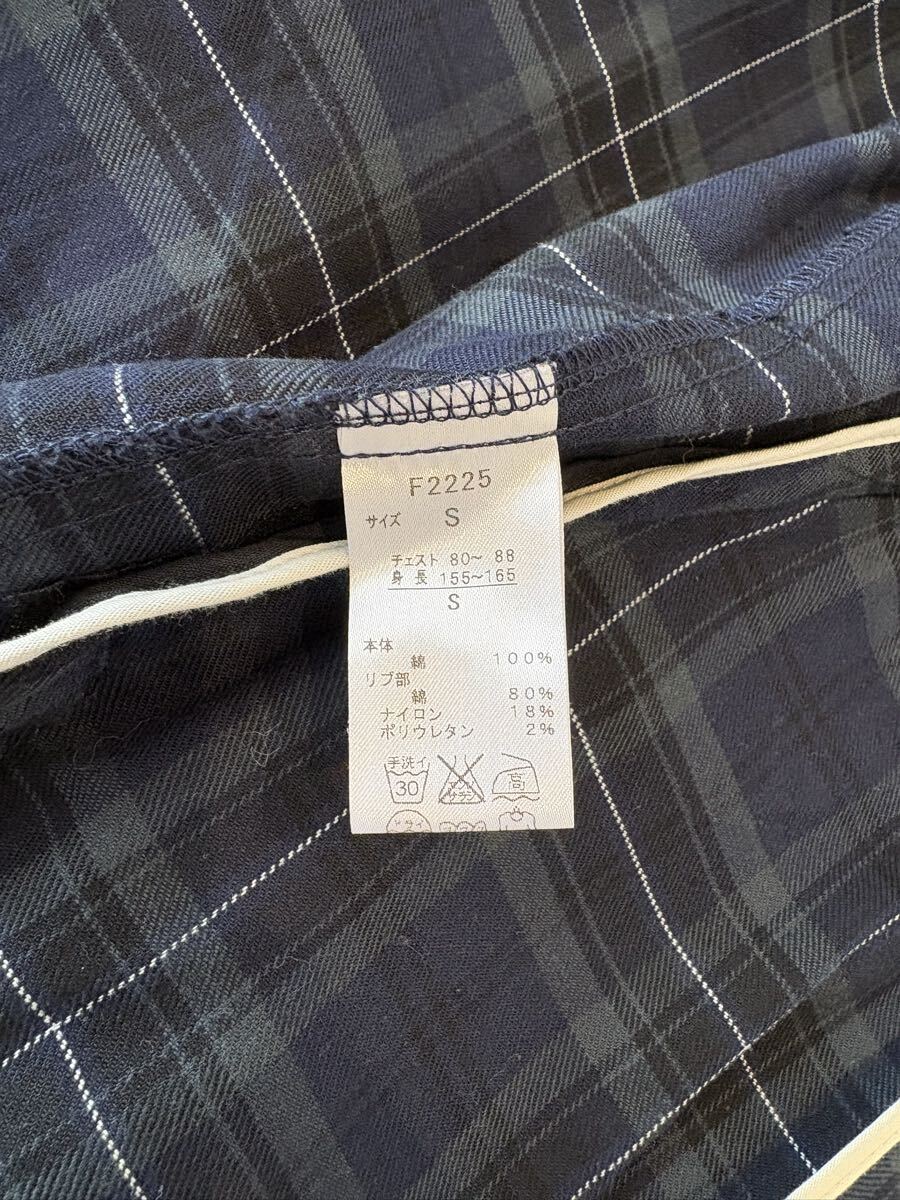 F2225
サイズ S
チェスト 80〜 88
身 長 155〜165
S
本体
綿 100%
リブ部
綿 80%
ナイロン 18%
ポリウレタン 2%
手洗イ
30 高